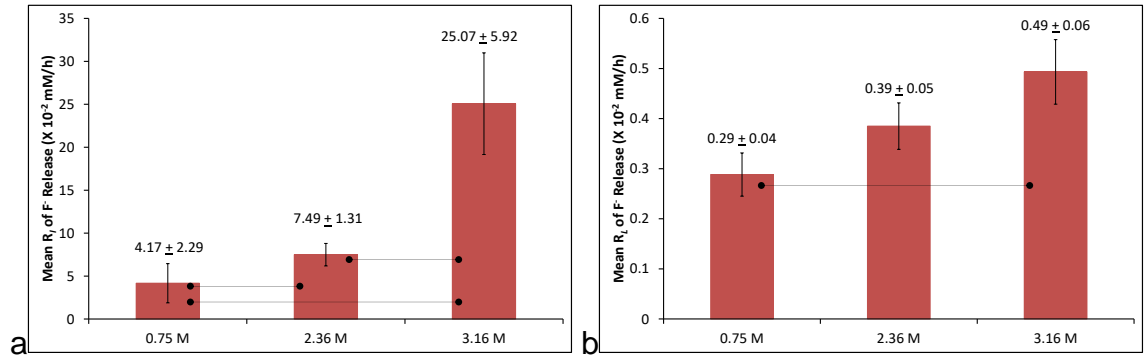 a
Mean R_I of F^- Release (X 10^-2 mM/h)
35
30
25
20
15
10
5
0
4.17 ± 2.29
7.49 ± 1.31
25.07 ± 5.92
0.75 M 2.36 M 3.16 M
b
Mean R_L of F^- Release (X 10^-2 mM/h)
0.6
0.5
0.4
0.3
0.2
0.1
0
0.29 ± 0.04
0.39 ± 0.05
0.49 ± 0.06
0.75 M 2.36 M 3.16 M